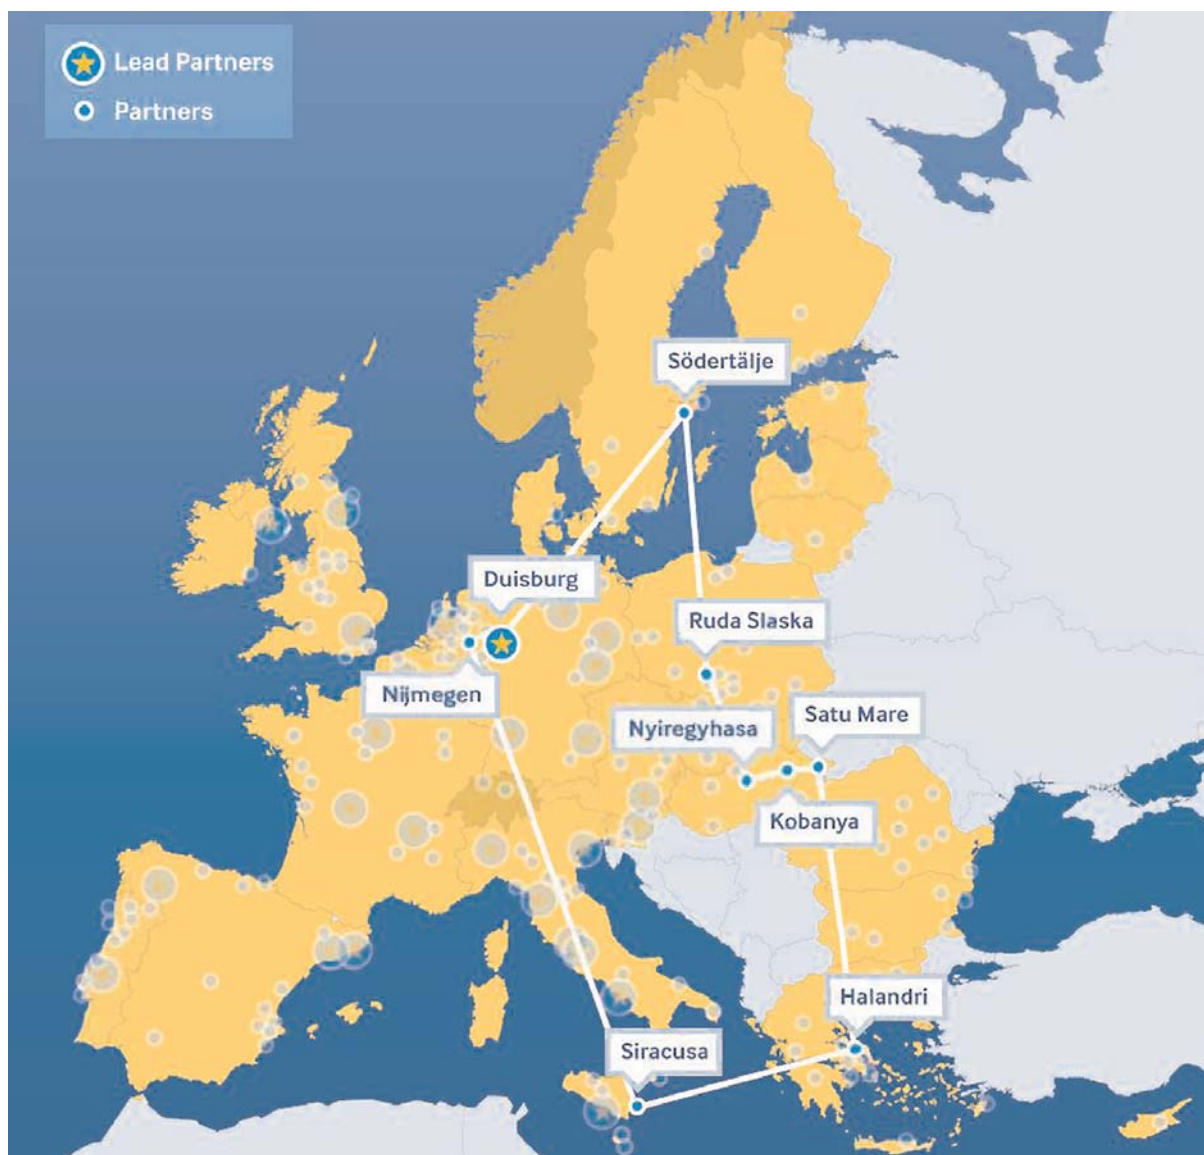 Lead Partners
Partners
Södertälje
Duisburg
Ruda Slaska
Nijmegen
Satu Mare
Nyiregyhasa
Kobanya
Halandri
Siracusa